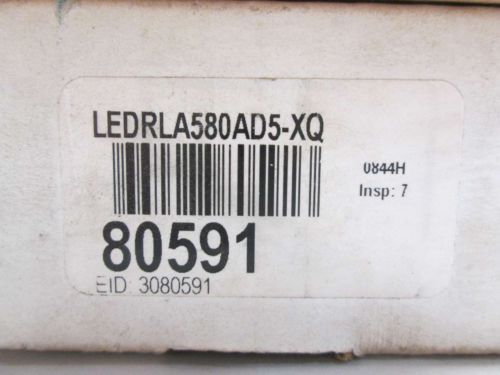 LEDRLA580AD5-XQ
0844H
Insp: 7
80591
EID: 3080591